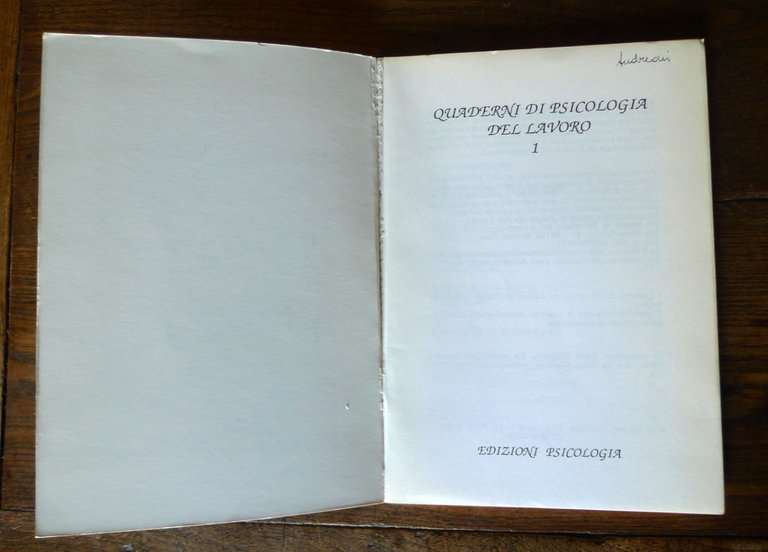 QUADERNI DI PSICOLOGIA
DEL LAVORO
1
EDIZIONI PSICOLOGIA